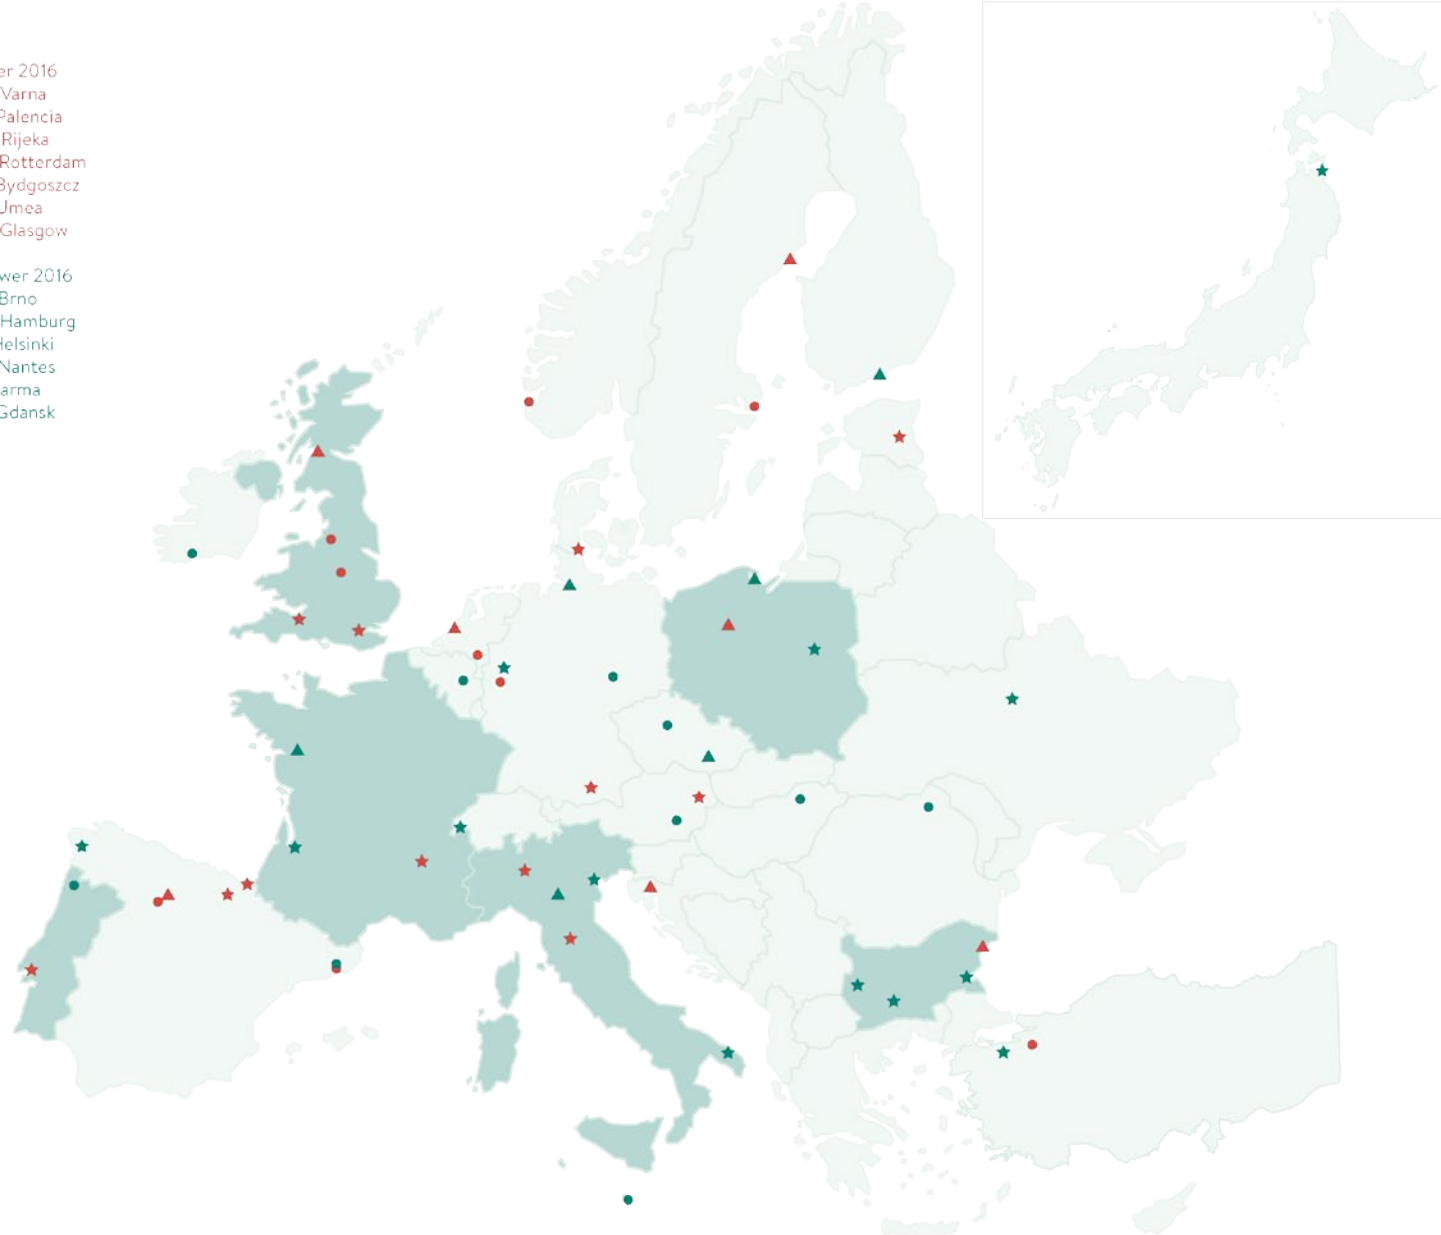 er 2016
Varna
Palencia
Rijeka
Rotterdam
Bydgoszcz
Umea
Glasgow
wer 2016
Brno
Hamburg
Helsinki
Nantes
arma
Gdansk